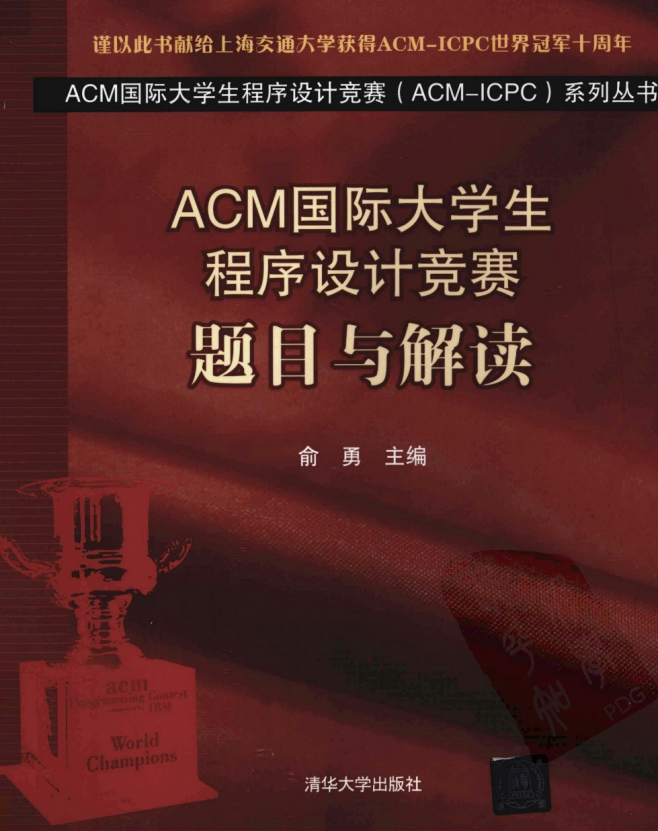 谨以此书献给上海交通大学获得ACM-ICPC世界冠军十周年
ACM国际大学生程序设计竞赛（ACM-ICPC）系列丛书
ACM国际大学生
程序设计竞赛
题目与解读
俞 勇 主编
acm
Programming Contest
IBM
World
Champions
PDG
清华大学出版社